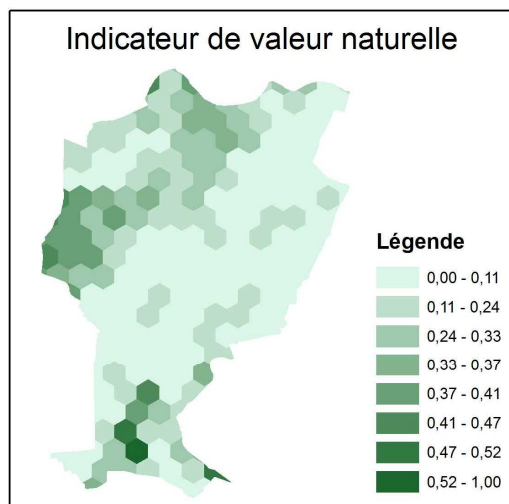 Indicateur de valeur naturelle
Légende
0,00 - 0,11
0,11 - 0,24
0,24 - 0,33
0,33 - 0,37
0,37 - 0,41
0,41 - 0,47
0,47 - 0,52
0,52 - 1,00